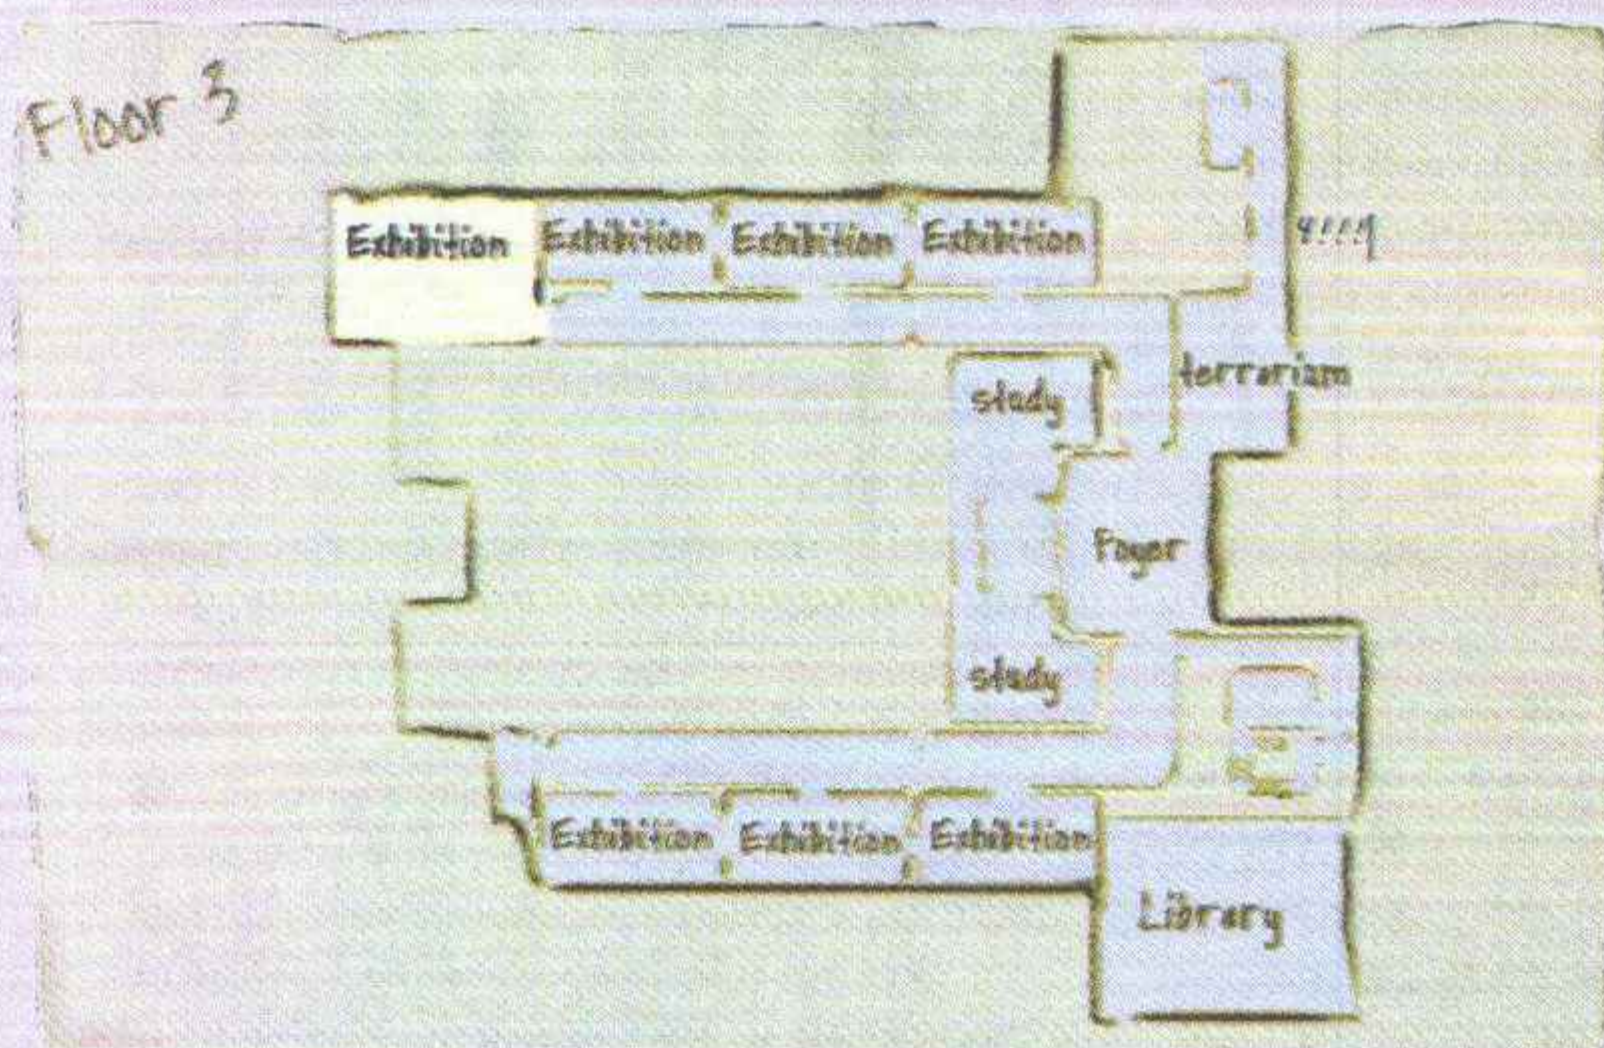 Floor 3
Exhibition
Exhibition
Exhibition
Exhibition
study
terrarium
Foyer
study
Exhibition
Exhibition
Exhibition
Library